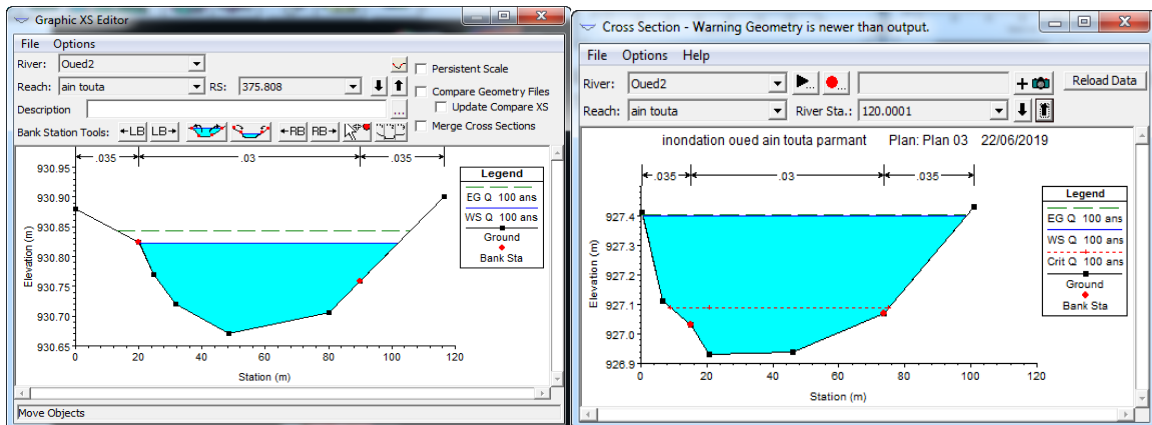 Graphic XS Editor
File Options
River: Oued2
Reach: ain touta RS: 375.808
Description ...
Bank Station Tools: LB LB RB RB
Persistent Scale
Compare Geometry Files
Update Compare XS
Merge Cross Sections
.035 .03 .035
930.95
930.90
930.85
930.80
930.75
930.70
930.65
Elevation (m)
0 20 40 60 80 100 120
Station (m)
Legend
EG Q 100 ans
WS Q 100 ans
Ground
Bank Sta
Move Objects
Cross Section - Warning Geometry is newer than output.
File Options Help
River: Oued2 ... ... Reload Data
Reach: ain touta River Sta.: 120.0001
inondation oued ain touta parmant Plan: Plan 03 22/06/2019
.035 .03 .035
927.4
927.3
927.2
927.1
927.0
926.9
Elevation (m)
0 20 40 60 80 100 120
Station (m)
Legend
EG Q 100 ans
WS Q 100 ans
Crit Q 100 ans
Ground
Bank Sta